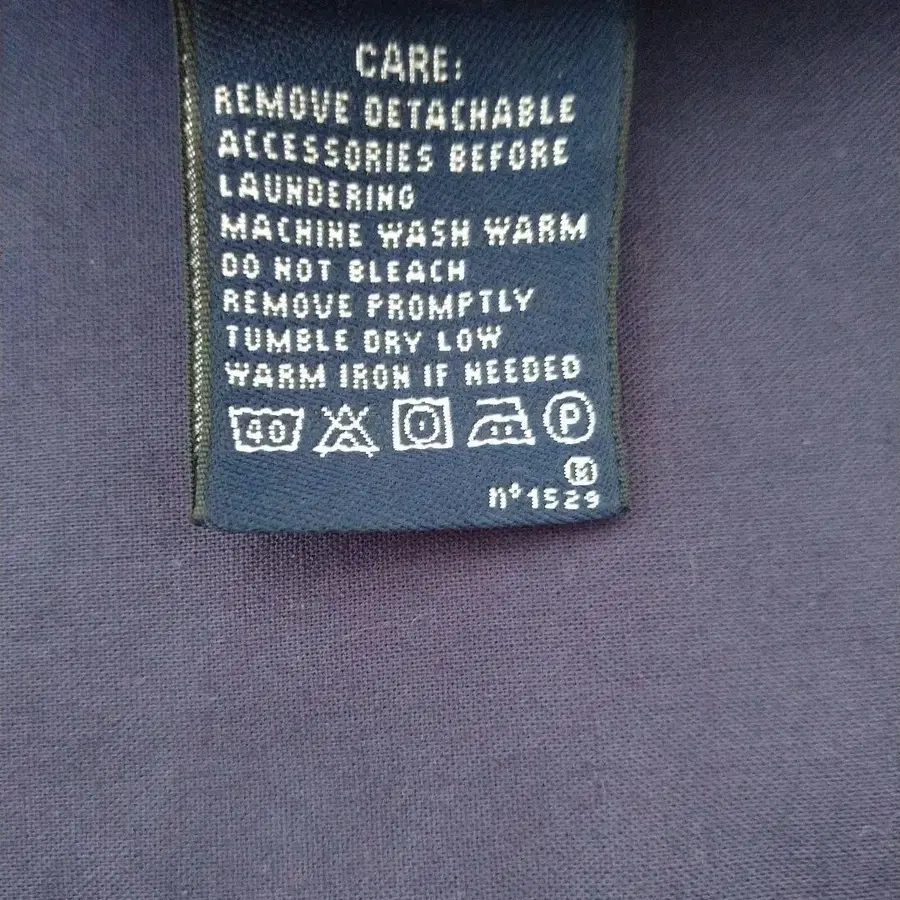 CARE:
REMOVE DETACHABLE
ACCESSORIES BEFORE
LAUNDERING
MACHINE WASH WARM
DO NOT BLEACH
REMOVE PROMPTLY
TUMBLE DRY LOW
WARM IRON IF NEEDED
40 P
nº1529